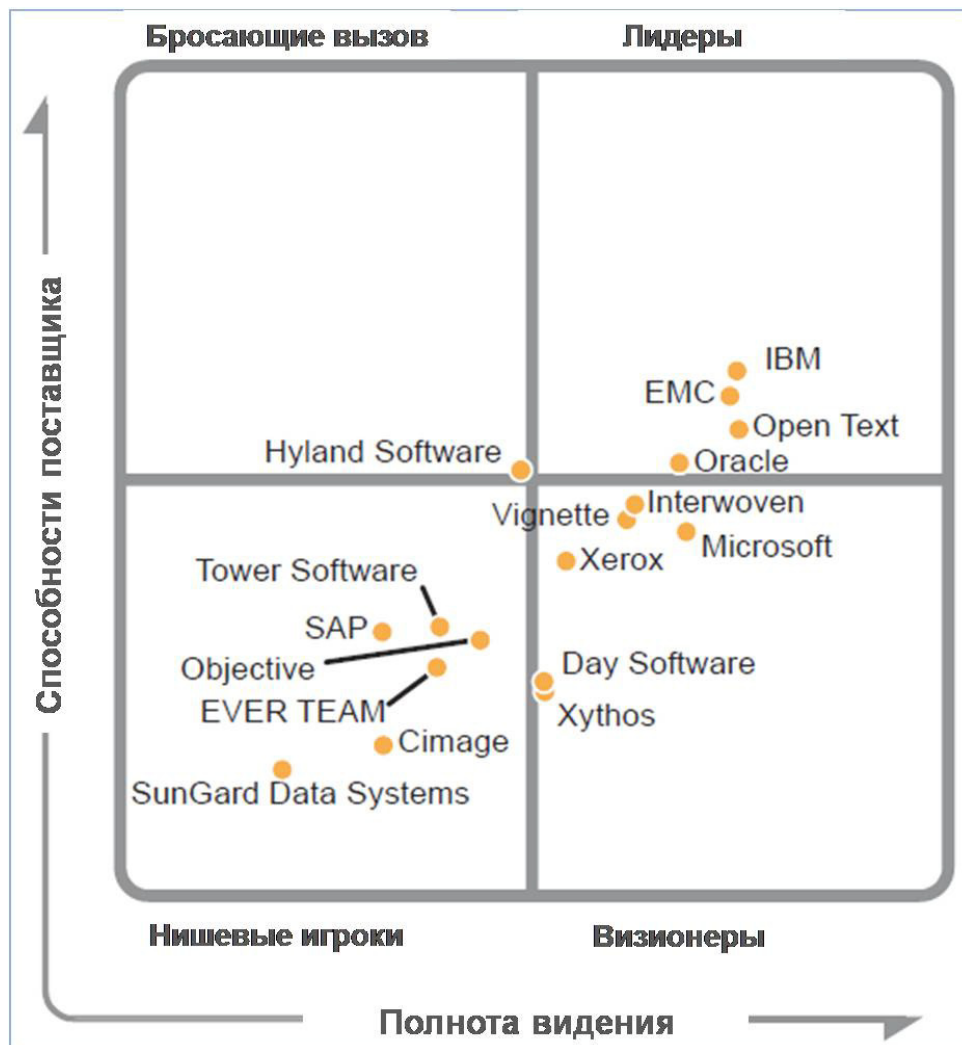 Бросающие вызов
Лидеры
Способности поставщика
IBM
EMC
Open Text
Hyland Software
Oracle
Interwoven
Vignette
Microsoft
Xerox
Tower Software
SAP
Objective
Day Software
EVER TEAM
Xythos
Cimage
SunGard Data Systems
Нишевые игроки
Визионеры
Полнота видения